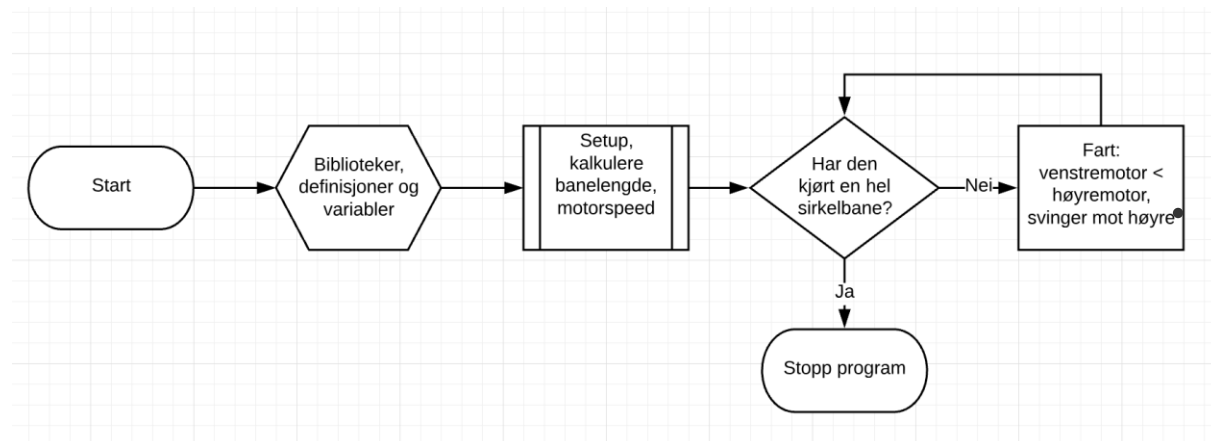 Start
Biblioteker,
definisjoner og
variabler
Setup,
kalkulere
banelengde,
motorspeed
Har den
kjørt en hel
sirkelbane?
Nei
Fart:
venstremotor <
høyremotor,
svinger mot høyre
Ja
Stopp program